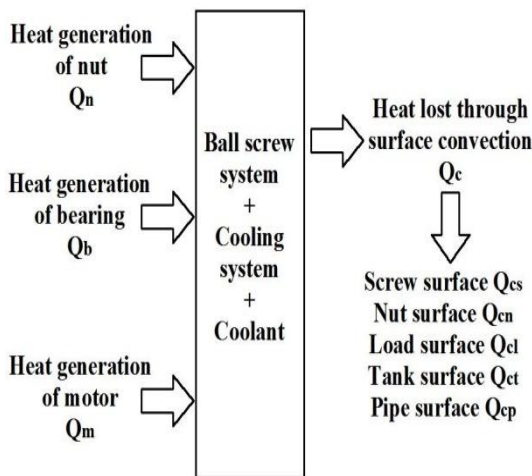 Heat generation
of nut
Qn
Heat generation
of bearing
Qb
Heat generation
of motor
Qm
Ball screw
system
+
Cooling
system
+
Coolant
Heat lost through
surface convection
Qc
Screw surface Qcs
Nut surface Qcn
Load surface Qcl
Tank surface Qct
Pipe surface Qcp